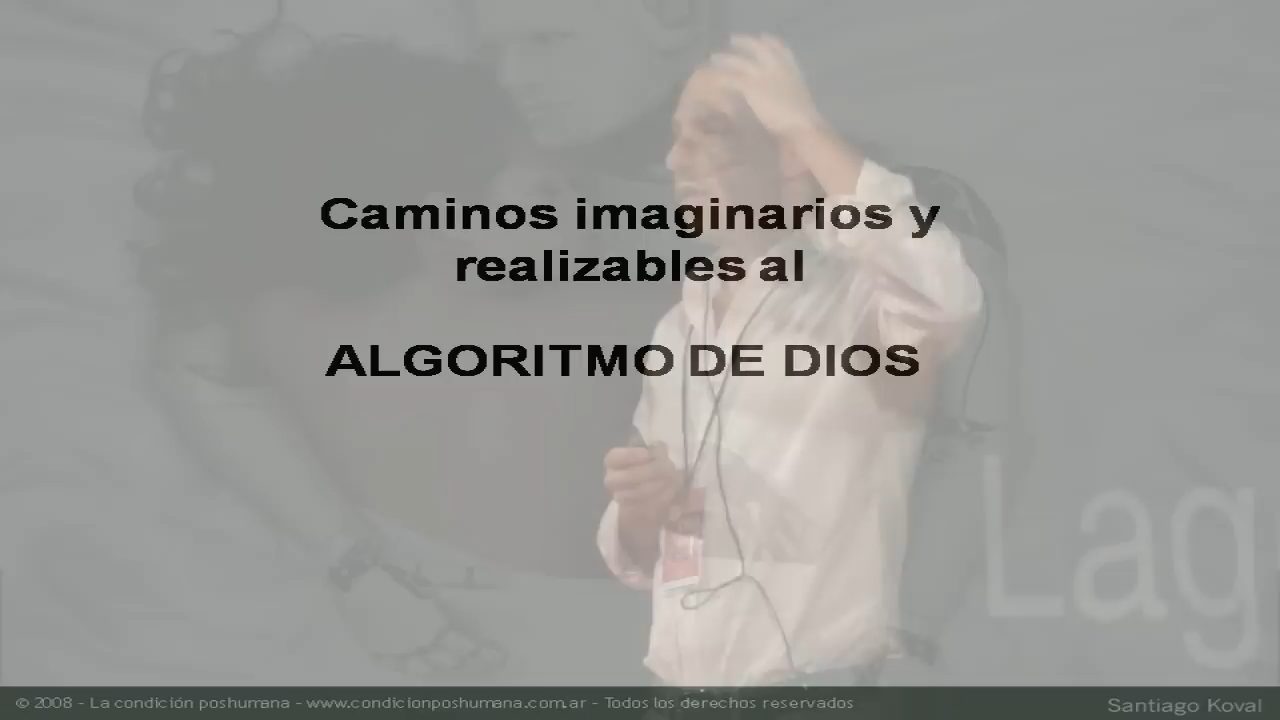 Caminos imaginarios y
realizables al
ALGORITMO DE DIOS
Lag
© 2008 - La condición poshumana - www.condicionposhumana.com.ar - Todos los derechos reservados
Santiago Koval